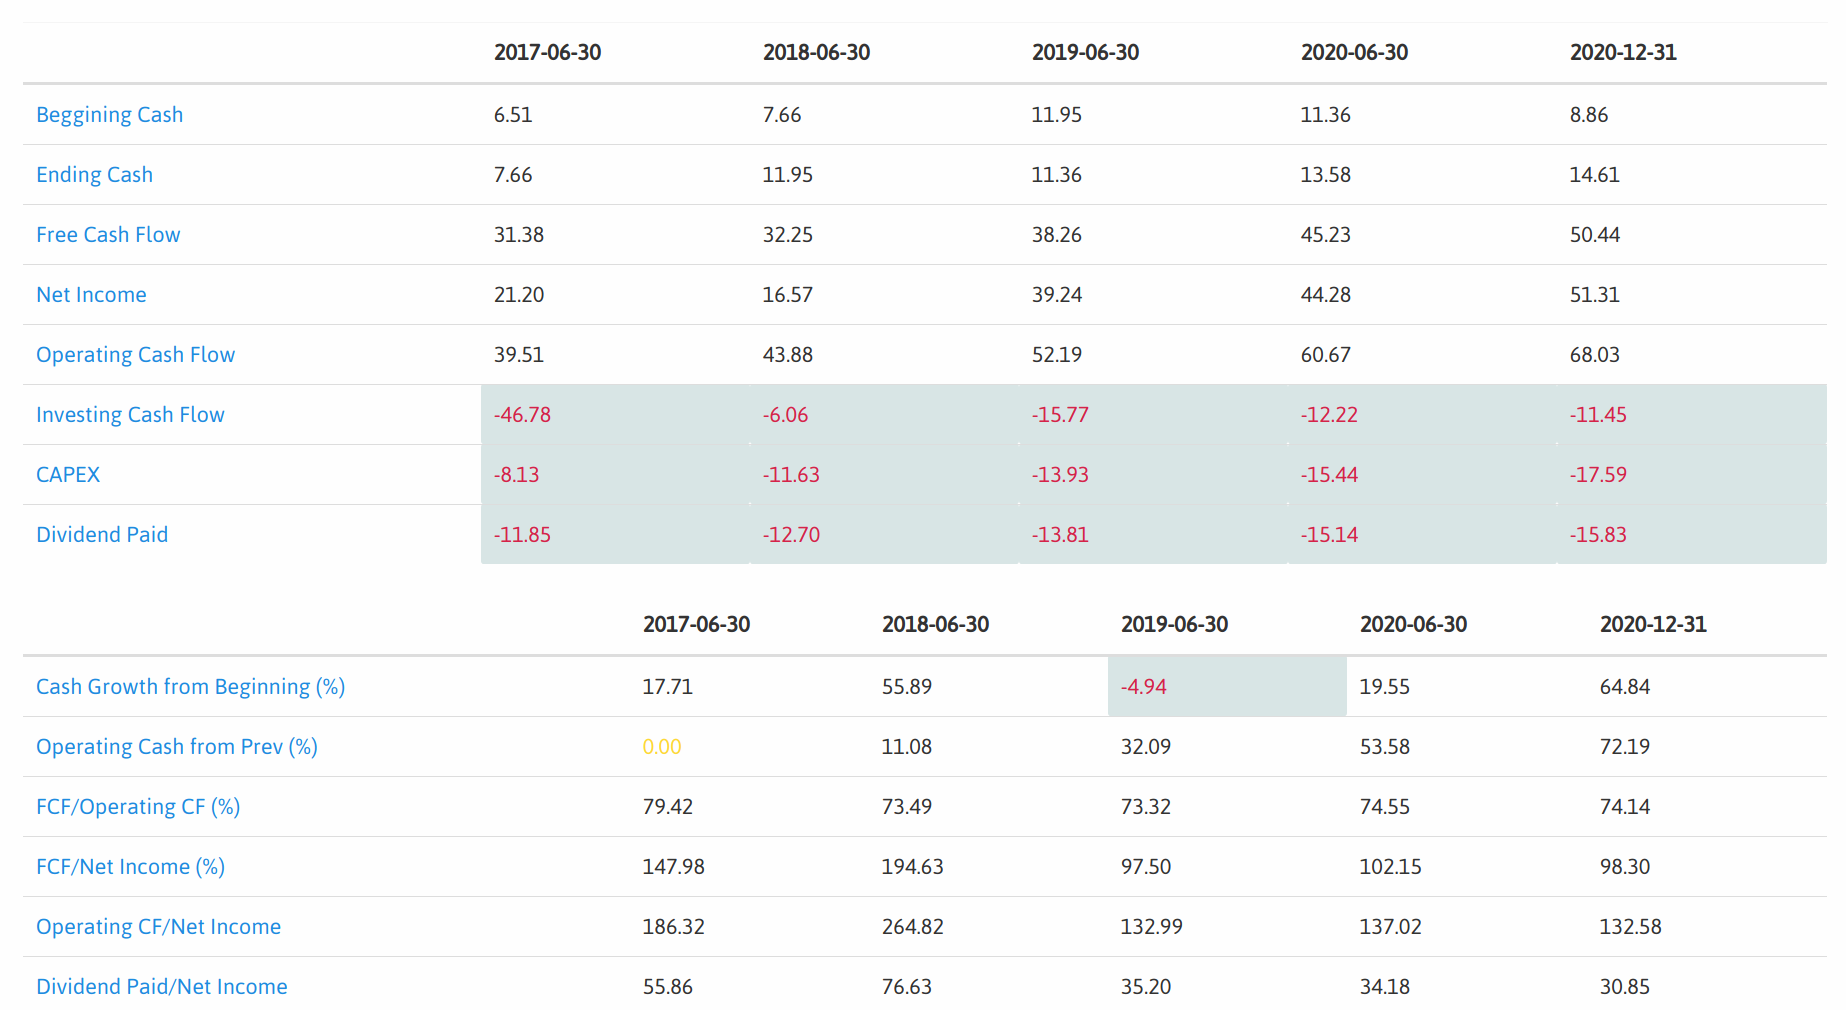 2017-06-30 2018-06-30 2019-06-30 2020-06-30 2020-12-31
Beggining Cash 6.51 7.66 11.95 11.36 8.86
Ending Cash 7.66 11.95 11.36 13.58 14.61
Free Cash Flow 31.38 32.25 38.26 45.23 50.44
Net Income 21.20 16.57 39.24 44.28 51.31
Operating Cash Flow 39.51 43.88 52.19 60.67 68.03
Investing Cash Flow -46.78 -6.06 -15.77 -12.22 -11.45
CAPEX -8.13 -11.63 -13.93 -15.44 -17.59
Dividend Paid -11.85 -12.70 -13.81 -15.14 -15.83
2017-06-30 2018-06-30 2019-06-30 2020-06-30 2020-12-31
Cash Growth from Beginning (%) 17.71 55.89 -4.94 19.55 64.84
Operating Cash from Prev (%) 0.00 11.08 32.09 53.58 72.19
FCF/Operating CF (%) 79.42 73.49 73.32 74.55 74.14
FCF/Net Income (%) 147.98 194.63 97.50 102.15 98.30
Operating CF/Net Income 186.32 264.82 132.99 137.02 132.58
Dividend Paid/Net Income 55.86 76.63 35.20 34.18 30.85